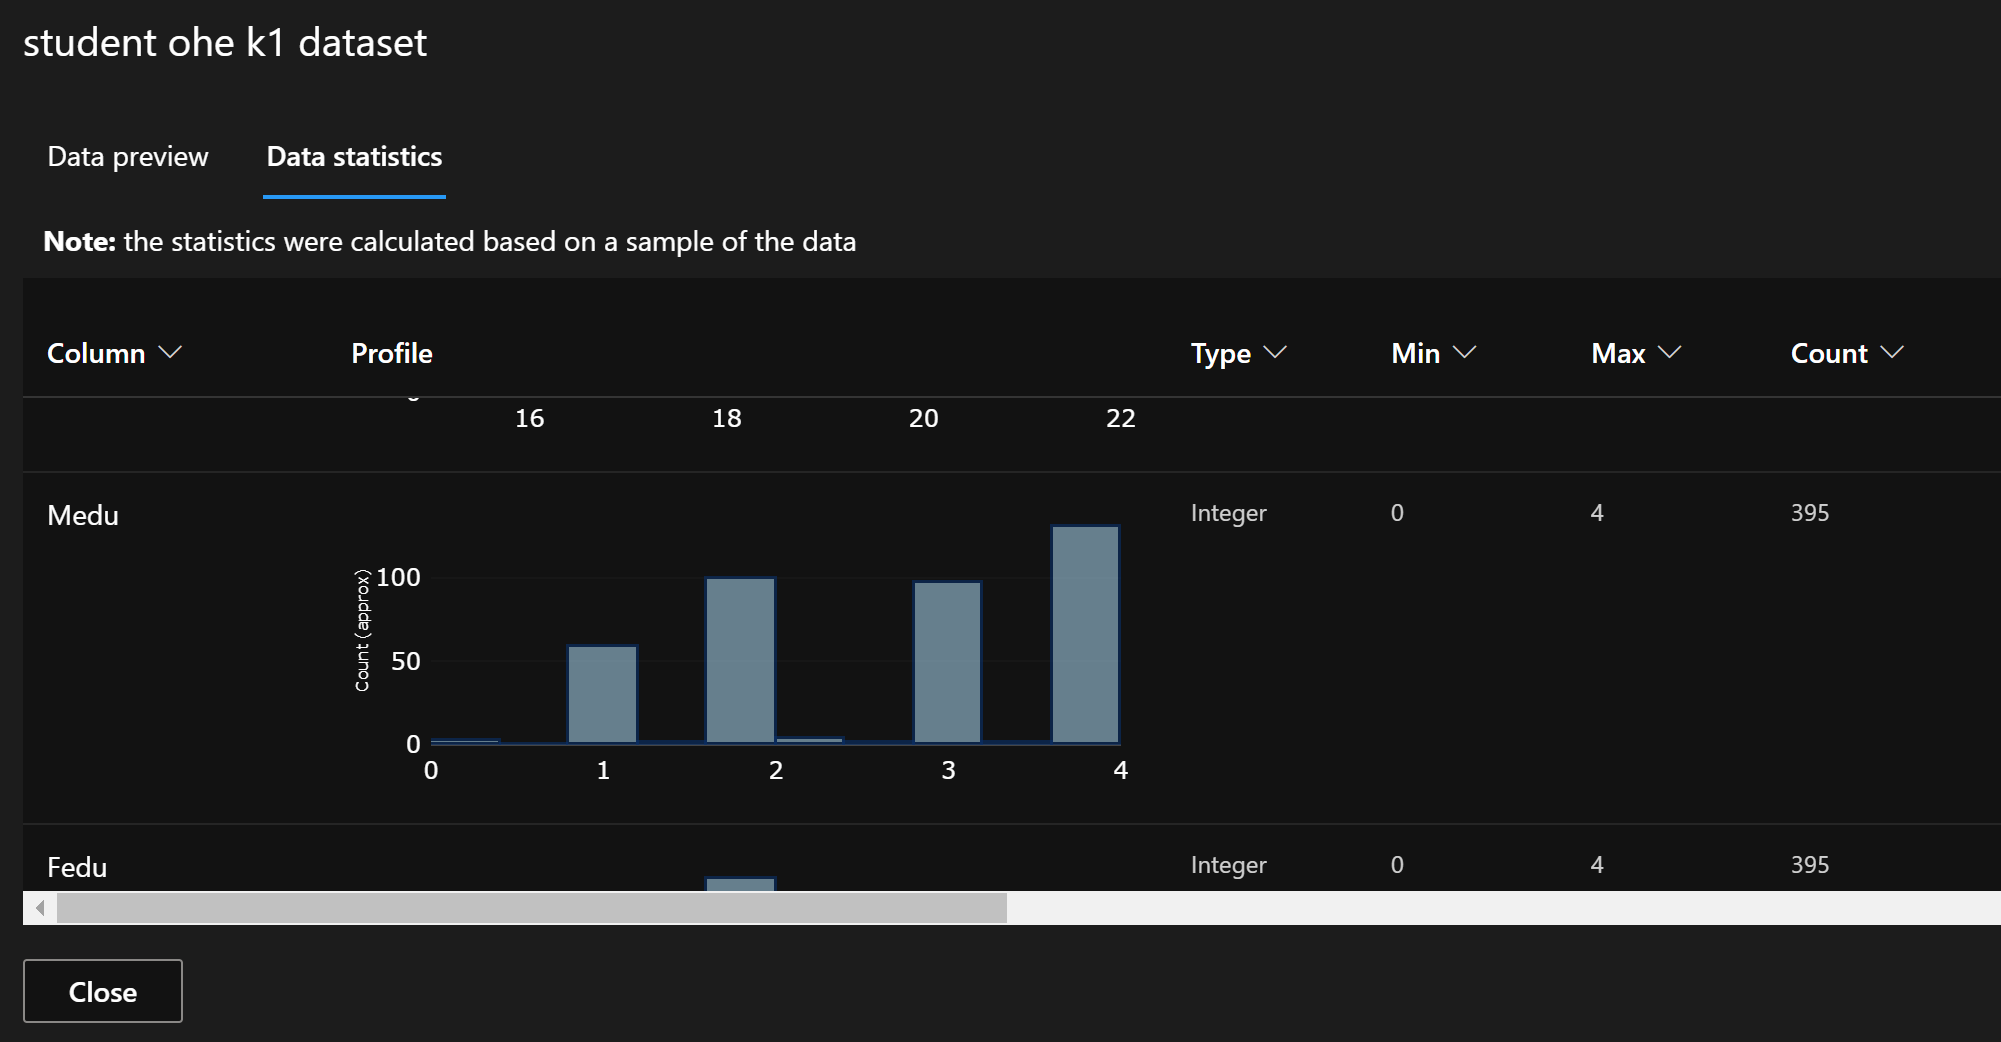 student ohe k1 dataset
Data preview Data statistics
Note: the statistics were calculated based on a sample of the data
Column Profile Type Min Max Count
16 18 20 22
Medu Integer 0 4 395
Count (approx)
100
50
0
0 1 2 3 4
Fedu Integer 0 4 395
Close